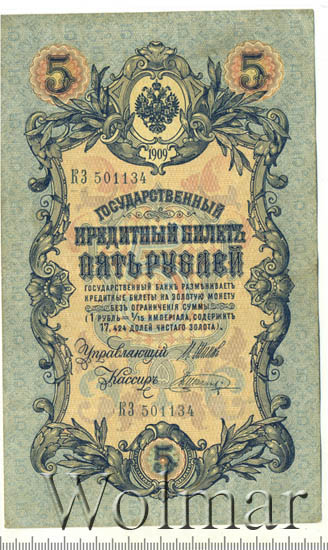 5 5
1909
КЗ 501134
ГОСУДАРСТВЕННЫЙ
КРЕДИТНЫЙ БИЛЕТЪ
ПЯТЬ РУБЛЕЙ
ГОСУДАРСТВЕННЫЙ БАНКЪ РАЗМѢНИВАЕТЪ
КРЕДИТНЫЕ БИЛЕТЫ НА ЗОЛОТУЮ МОНЕТУ
БЕЗЪ ОГРАНИЧЕНІЯ СУММЫ
(1 РУБЛЬ = 1/15 ИМПЕРІАЛА, СОДЕРЖИТЪ
17,424 ДОЛЕЙ ЧИСТАГО ЗОЛОТА).
Управляющій
Кассиръ
КЗ 501134
5
Wolmar